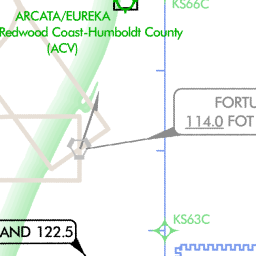 KS66C
ARCATA/EUREKA
Redwood Coast-Humboldt County
(ACV)
FORTU
114.0 FOT
KS63C
AND 122.5